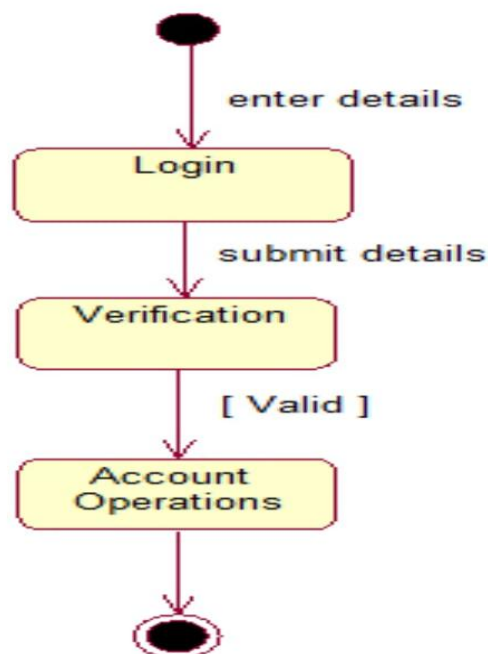 enter details
Login
submit details
Verification
[ Valid ]
Account
Operations